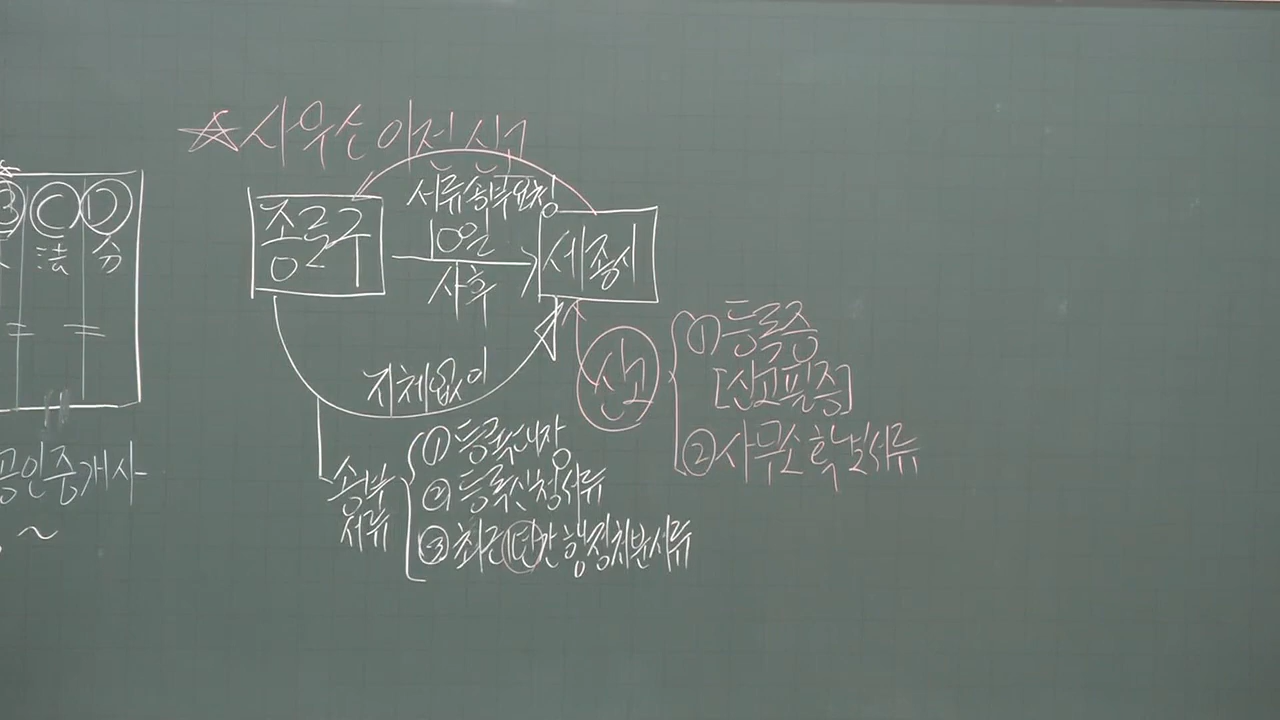 ☆사무소 이전 신고
Ⓒ Ⓓ
法 分
= =
공인중개사
~
종로구
서류송부요청
10일
사후
세종시
지체없이
신고
① 등록증
[신고필증]
② 사무소 확보서류
송부
서류
① 등록대장
② 등록신청서류
③ 최근1년간 행정처분서류